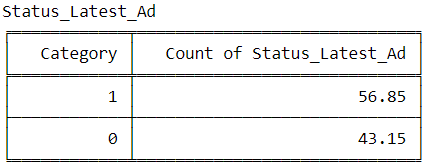 Status_Latest_Ad
Category Count of Status_Latest_Ad
1 56.85
0 43.15